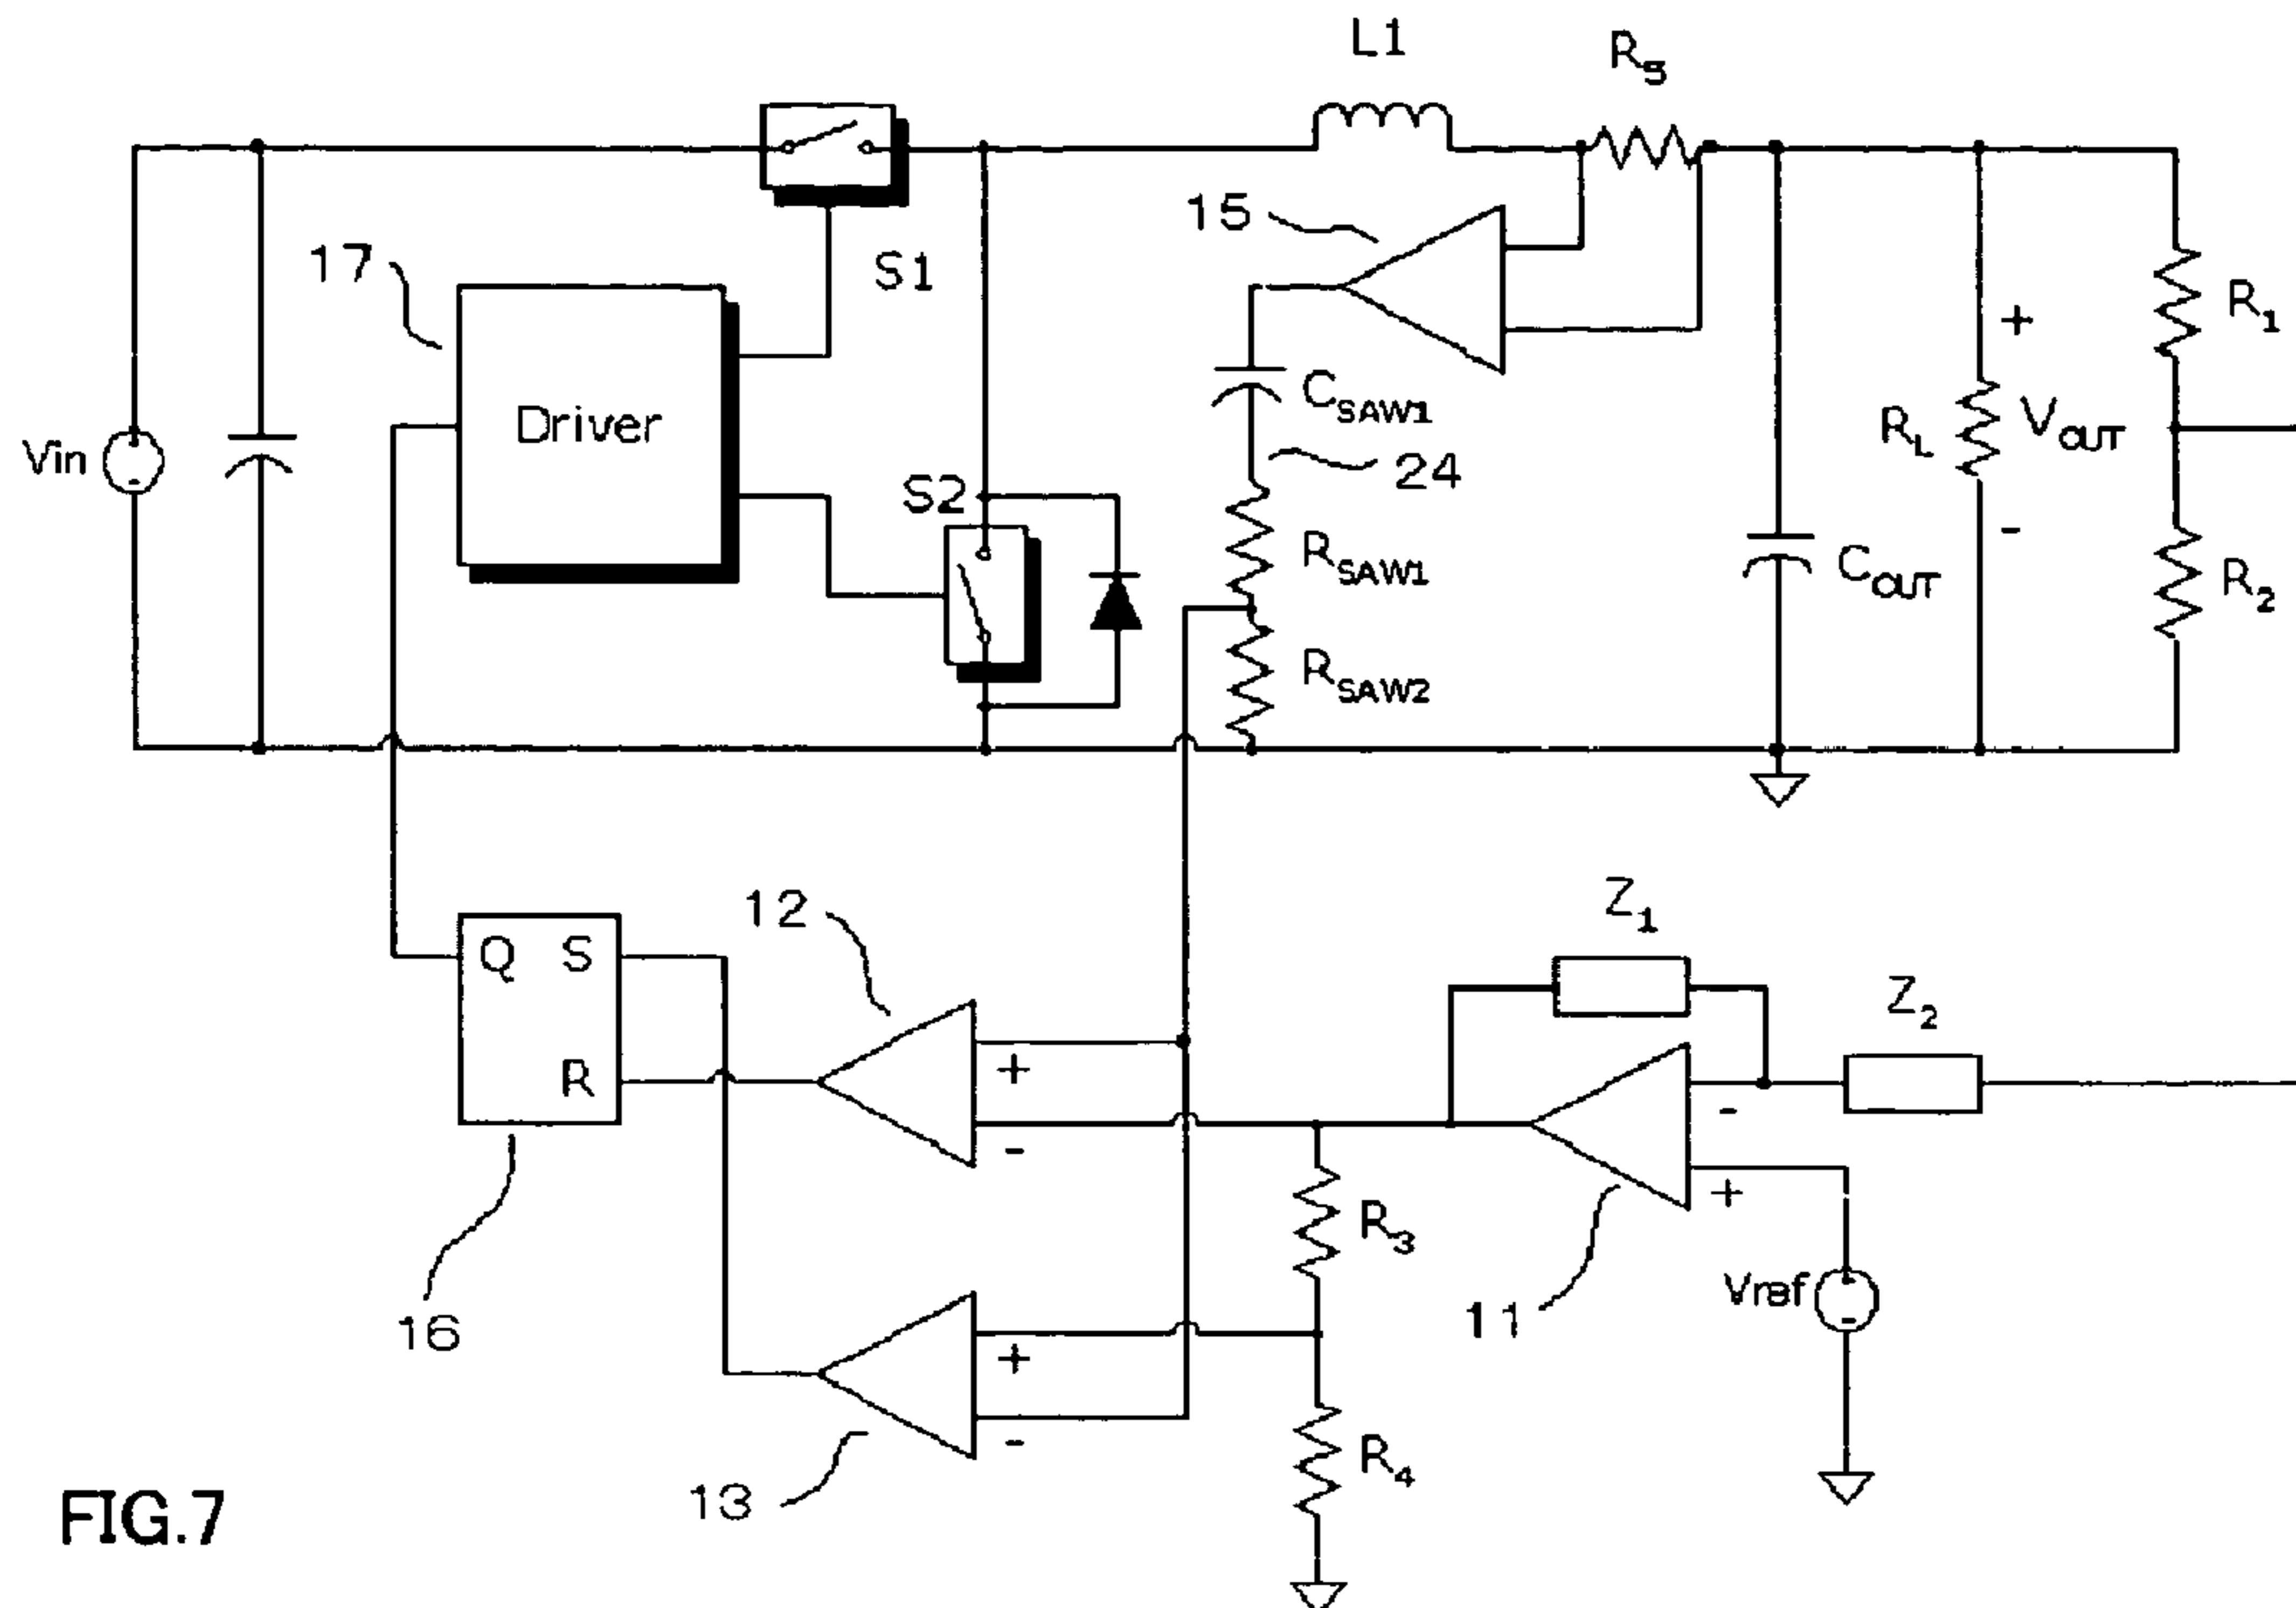 L1
R5
15
17
S1
R1
+
CSAW1
Driver
RL
VOUT
Vin
24
S2
-
RSAW1
COUT
R2
RSAW2
12
Z1
Q
S
Z2
R
+
-
-
+
R3
Vref
11
16
+
R4
-
13
FIG.7